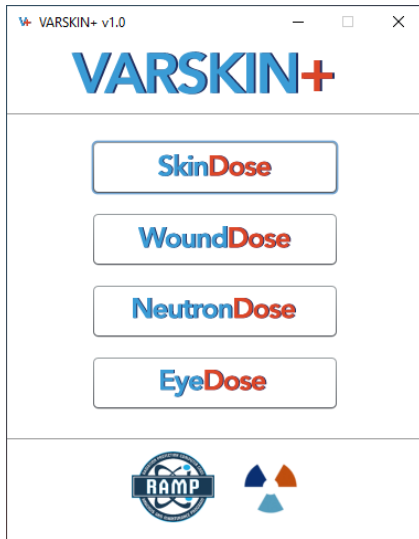 VARSKIN+ v1.0
VARSKIN+
SkinDose
WoundDose
NeutronDose
EyeDose
RAMP